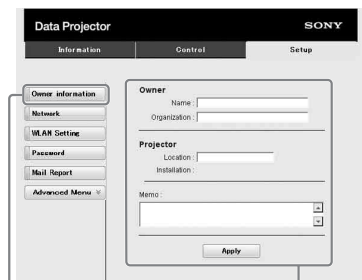 Data Projector
SONY
Information
Control
Setup
Owner information
Network
WLAN Setting
Password
Mail Report
Advanced Menu
Owner
Name :
Organization :
Projector
Location :
Installation :
Memo :
Apply